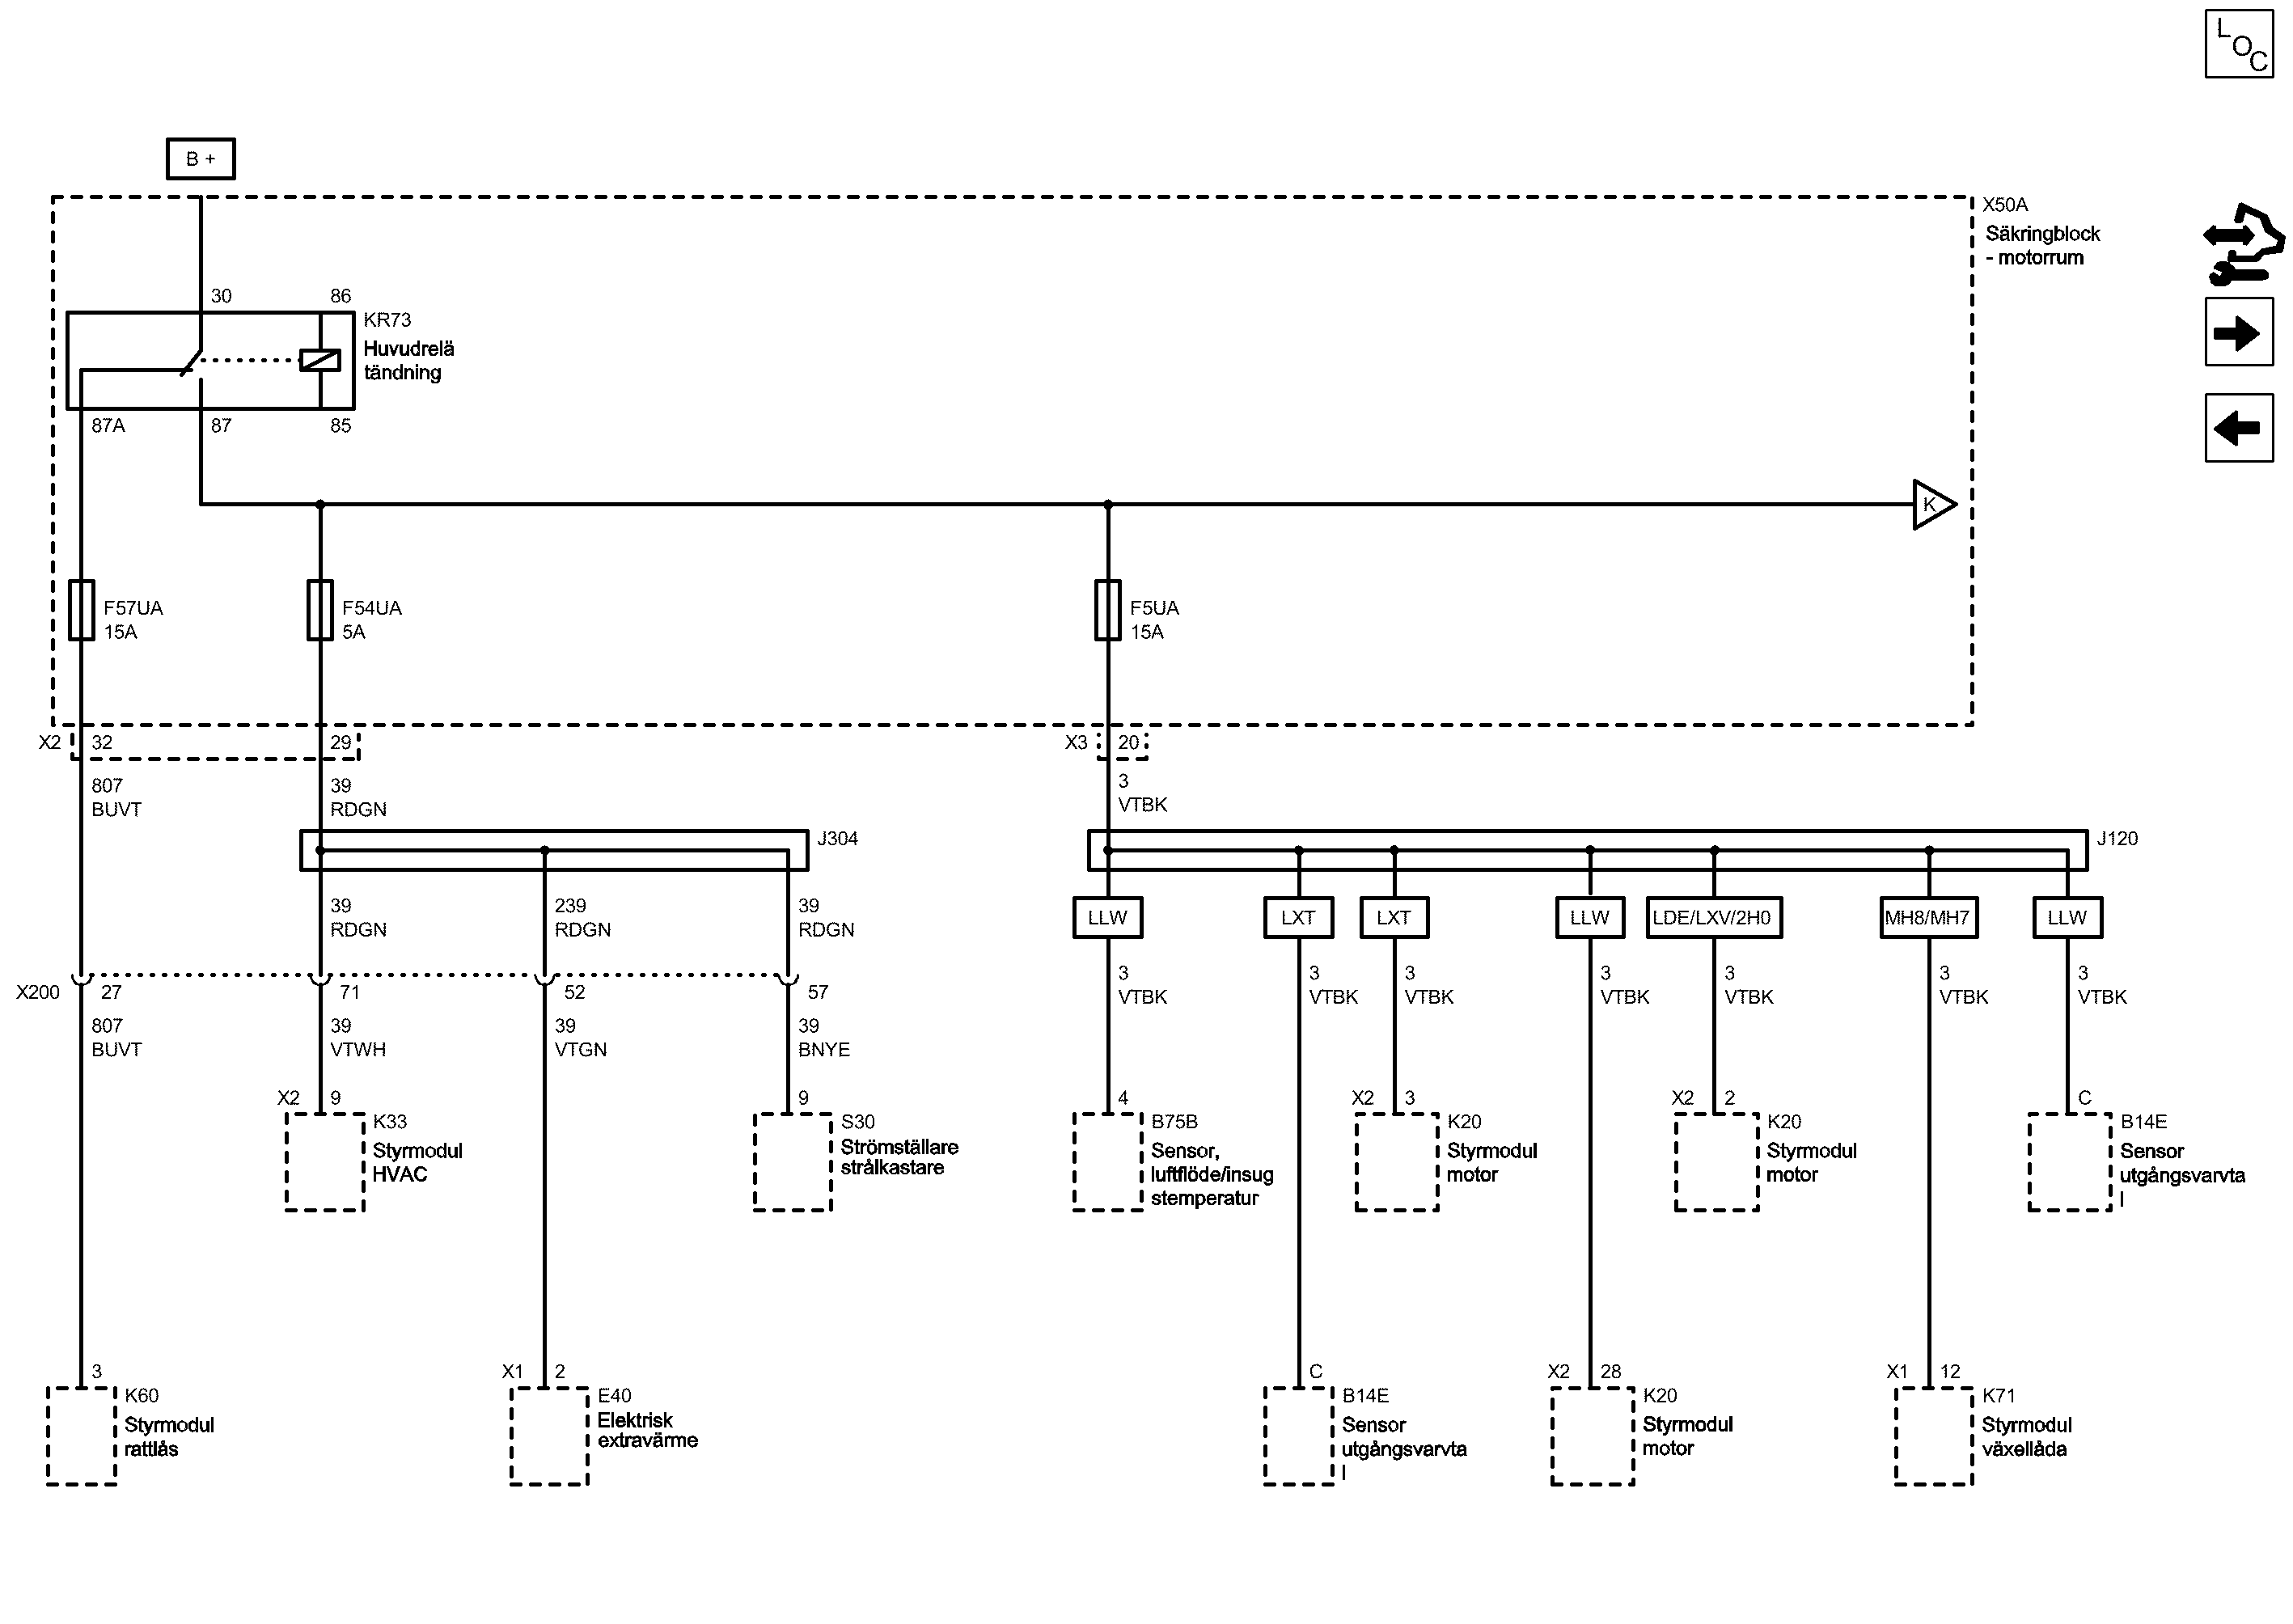 LOC
B +
X50A
Säkringblock
- motorrum
30
86
KR73
Huvudrelä
tändning
87A
87
85
K
F57UA
15A
F54UA
5A
F5UA
15A
X2
32
29
X3
20
807
BUVT
39
RDGN
3
VTBK
J304
J120
39
RDGN
239
RDGN
39
RDGN
LLW
LXT
LXT
LLW
LDE/LXV/2H0
MH8/MH7
LLW
X200
27
71
52
57
3
VTBK
3
VTBK
3
VTBK
3
VTBK
3
VTBK
3
VTBK
3
VTBK
807
BUVT
39
VTWH
39
VTGN
39
BNYE
X2
9
K33
Styrmodul
HVAC
9
S30
Strömställare
strålkastare
4
B75B
Sensor,
luftflöde/insug
stemperatur
X2
3
K20
Styrmodul
motor
X2
2
K20
Styrmodul
motor
C
B14E
Sensor
utgångsvarvta
l
3
K60
Styrmodul
rattlås
X1
2
E40
Elektrisk
extravärme
C
B14E
Sensor
utgångsvarvta
l
X2
28
K20
Styrmodul
motor
X1
12
K71
Styrmodul
växellåda